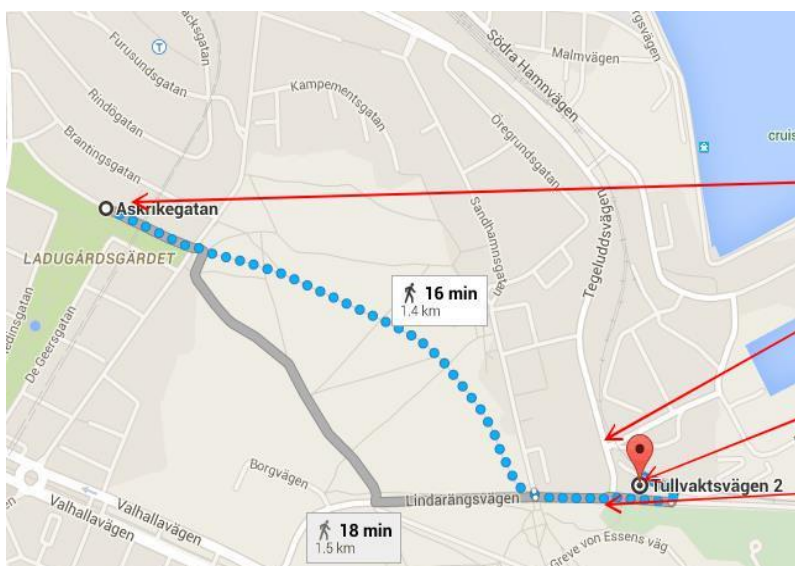 Furusundsgatan
Rindögatan
Brantingsgatan
Kampementsgatan
Södra Hamnvägen
Malmvägen
Öregrundsgatan
cruis
Askrikegatan
LADUGÅRDSGÄRDET
Sandhamnsgatan
Tegeluddsvägen
16 min
1.4 km
De Geersgatan
Borgvägen
Lindarängsvägen
Tullvaktsvägen 2
Valhallavägen
Valhallavägen
18 min
1.5 km
Greve von Essens väg